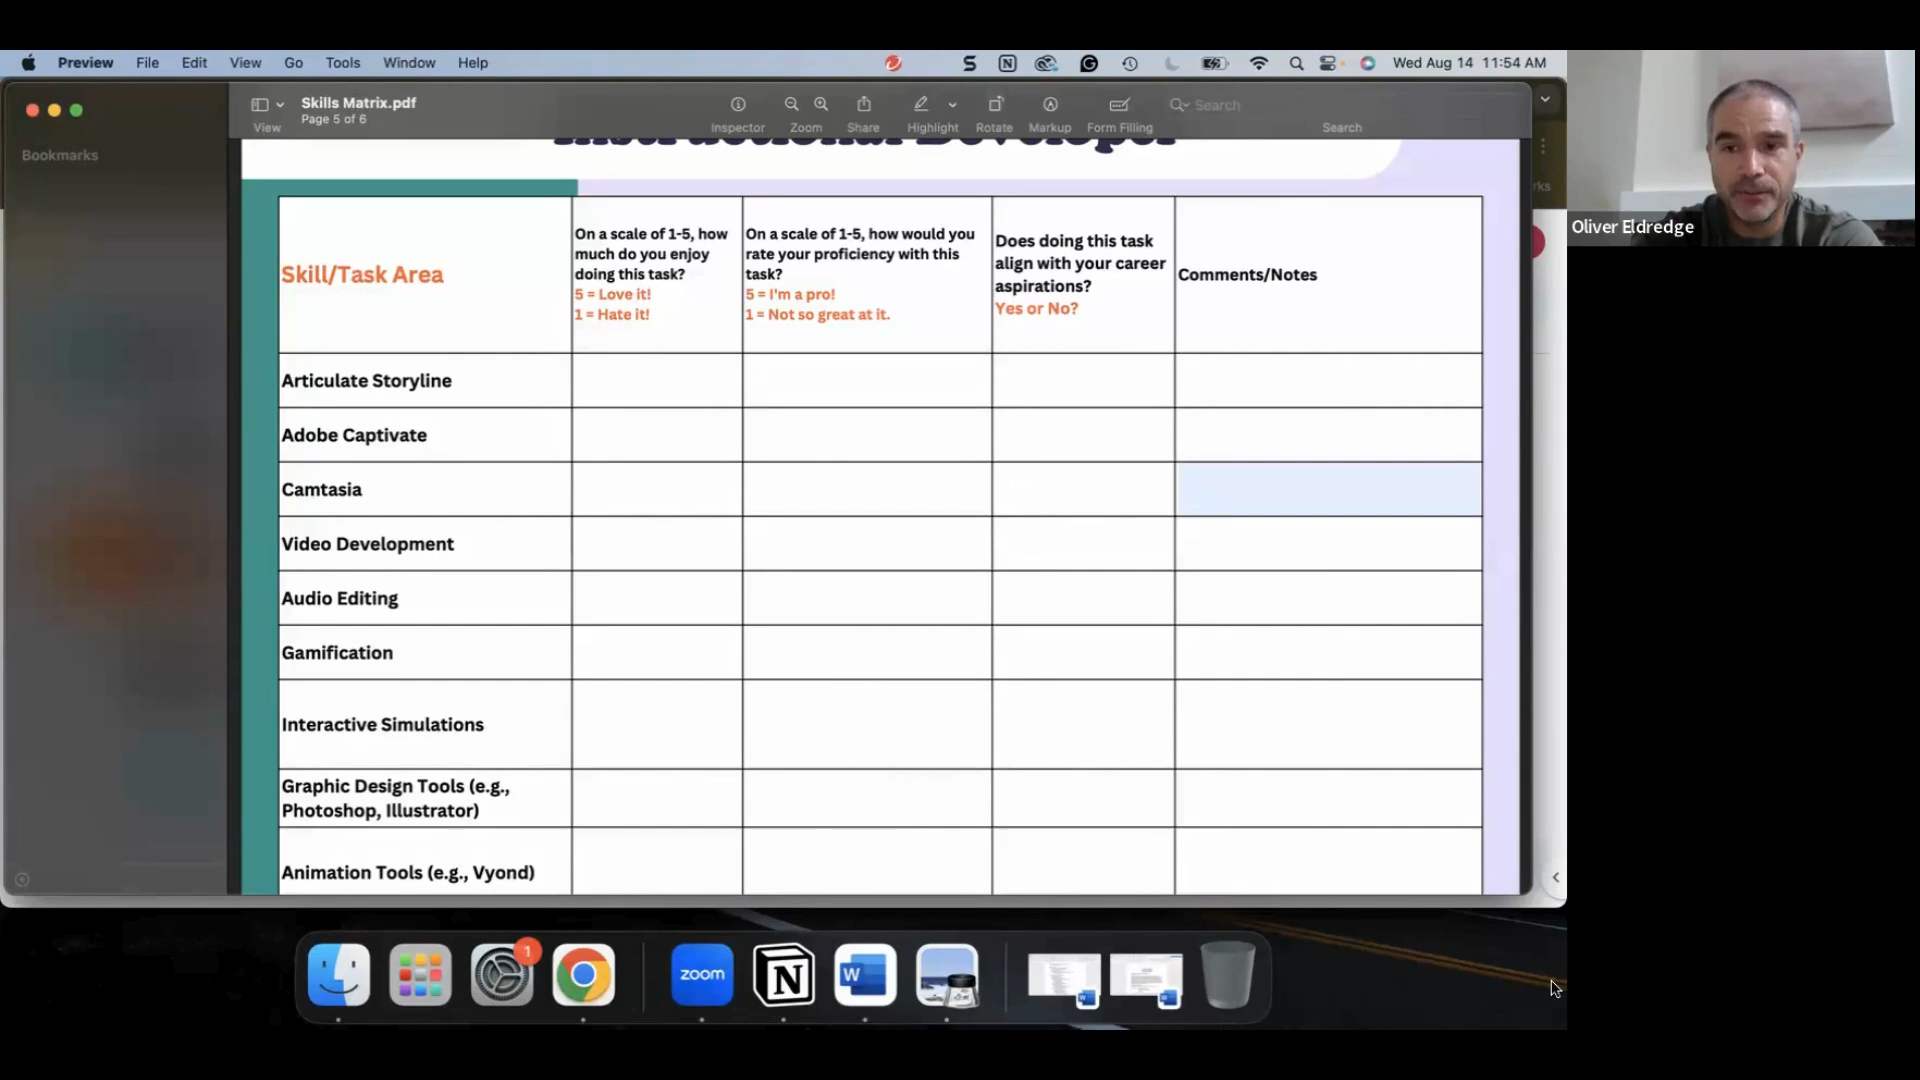 Preview File Edit View Go Tools Window Help
Wed Aug 14 11:54 AM
Skills Matrix.pdf
Page 5 of 6
View
Inspector
Zoom
Share
Highlight
Rotate
Markup
Form Filling
Search
Search
Bookmarks
rks
Oliver Eldredge
Instructional Developer
Skill/Task Area
On a scale of 1-5, how
much do you enjoy
doing this task?
5 = Love it!
1 = Hate it!
On a scale of 1-5, how would you
rate your proficiency with this
task?
5 = I'm a pro!
1 = Not so great at it.
Does doing this task
align with your career
aspirations?
Yes or No?
Comments/Notes
Articulate Storyline
Adobe Captivate
Camtasia
Video Development
Audio Editing
Gamification
Interactive Simulations
Graphic Design Tools (e.g.,
Photoshop, Illustrator)
Animation Tools (e.g., Vyond)
1
zoom
N
W